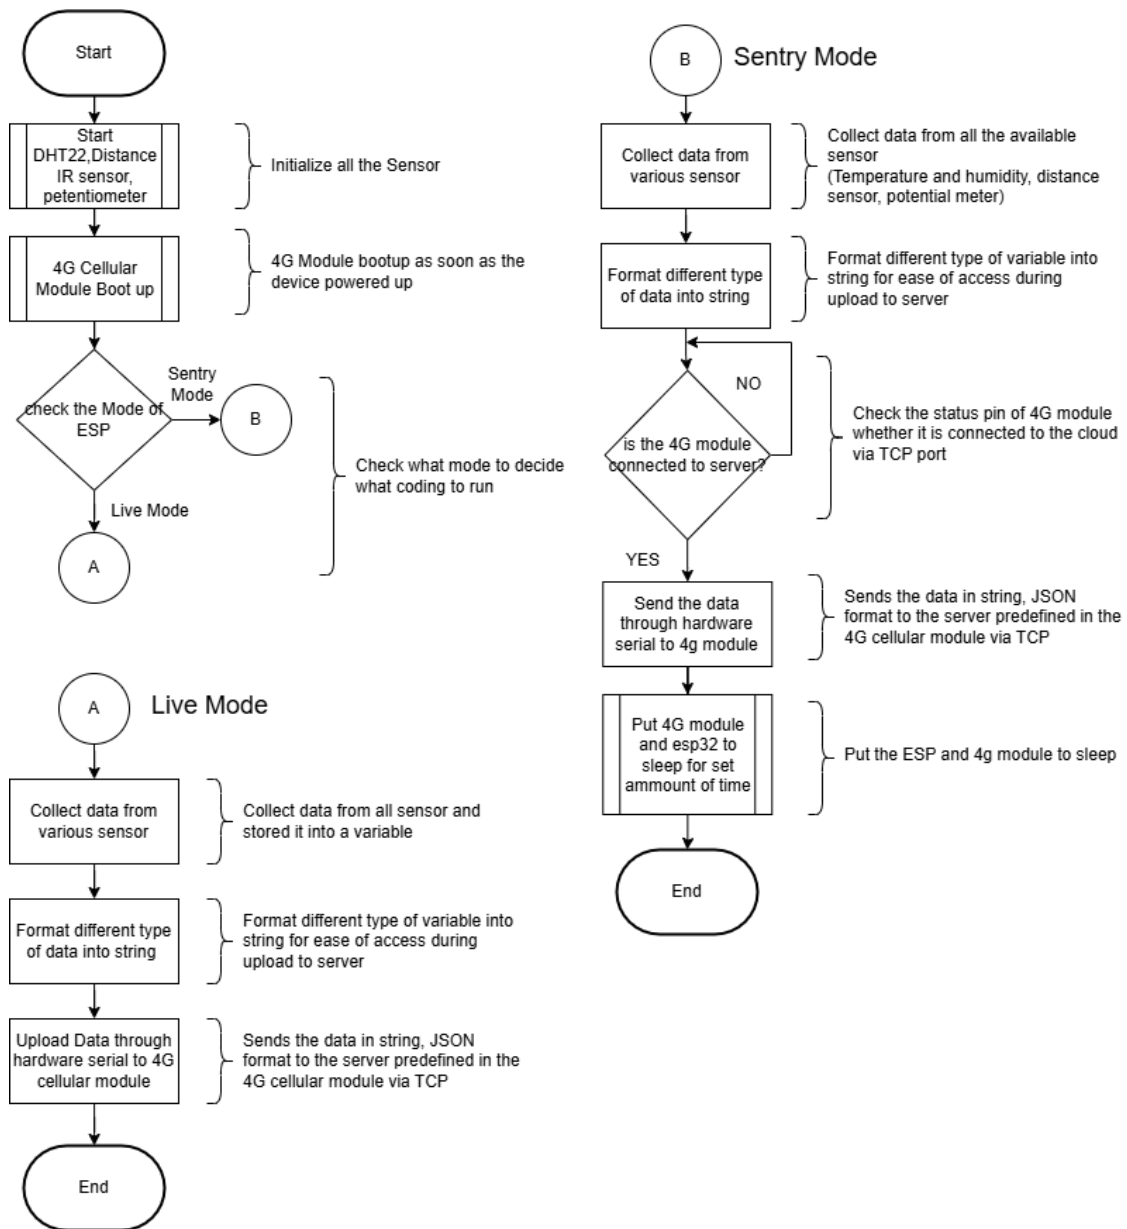 Start
Start
DHT22,Distance
IR sensor,
petentiometer
Initialize all the Sensor
4G Cellular
Module Boot up
4G Module bootup as soon as the
device powered up
check the Mode of
ESP
Sentry
Mode
B
Live Mode
A
Check what mode to decide
what coding to run
A
Live Mode
Collect data from
various sensor
Collect data from all sensor and
stored it into a variable
Format different type
of data into string
Format different type of variable into
string for ease of access during
upload to server
Upload Data through
hardware serial to 4G
cellular module
Sends the data in string, JSON
format to the server predefined in the
4G cellular module via TCP
End
B
Sentry Mode
Collect data from
various sensor
Collect data from all the available
sensor
(Temperature and humidity, distance
sensor, potential meter)
Format different type
of data into string
Format different type of variable into
string for ease of access during
upload to server
NO
is the 4G module
connected to server?
Check the status pin of 4G module
whether it is connected to the cloud
via TCP port
YES
Send the data
through hardware
serial to 4g module
Sends the data in string, JSON
format to the server predefined in the
4G cellular module via TCP
Put 4G module
and esp32 to
sleep for set
ammount of time
Put the ESP and 4g module to sleep
End